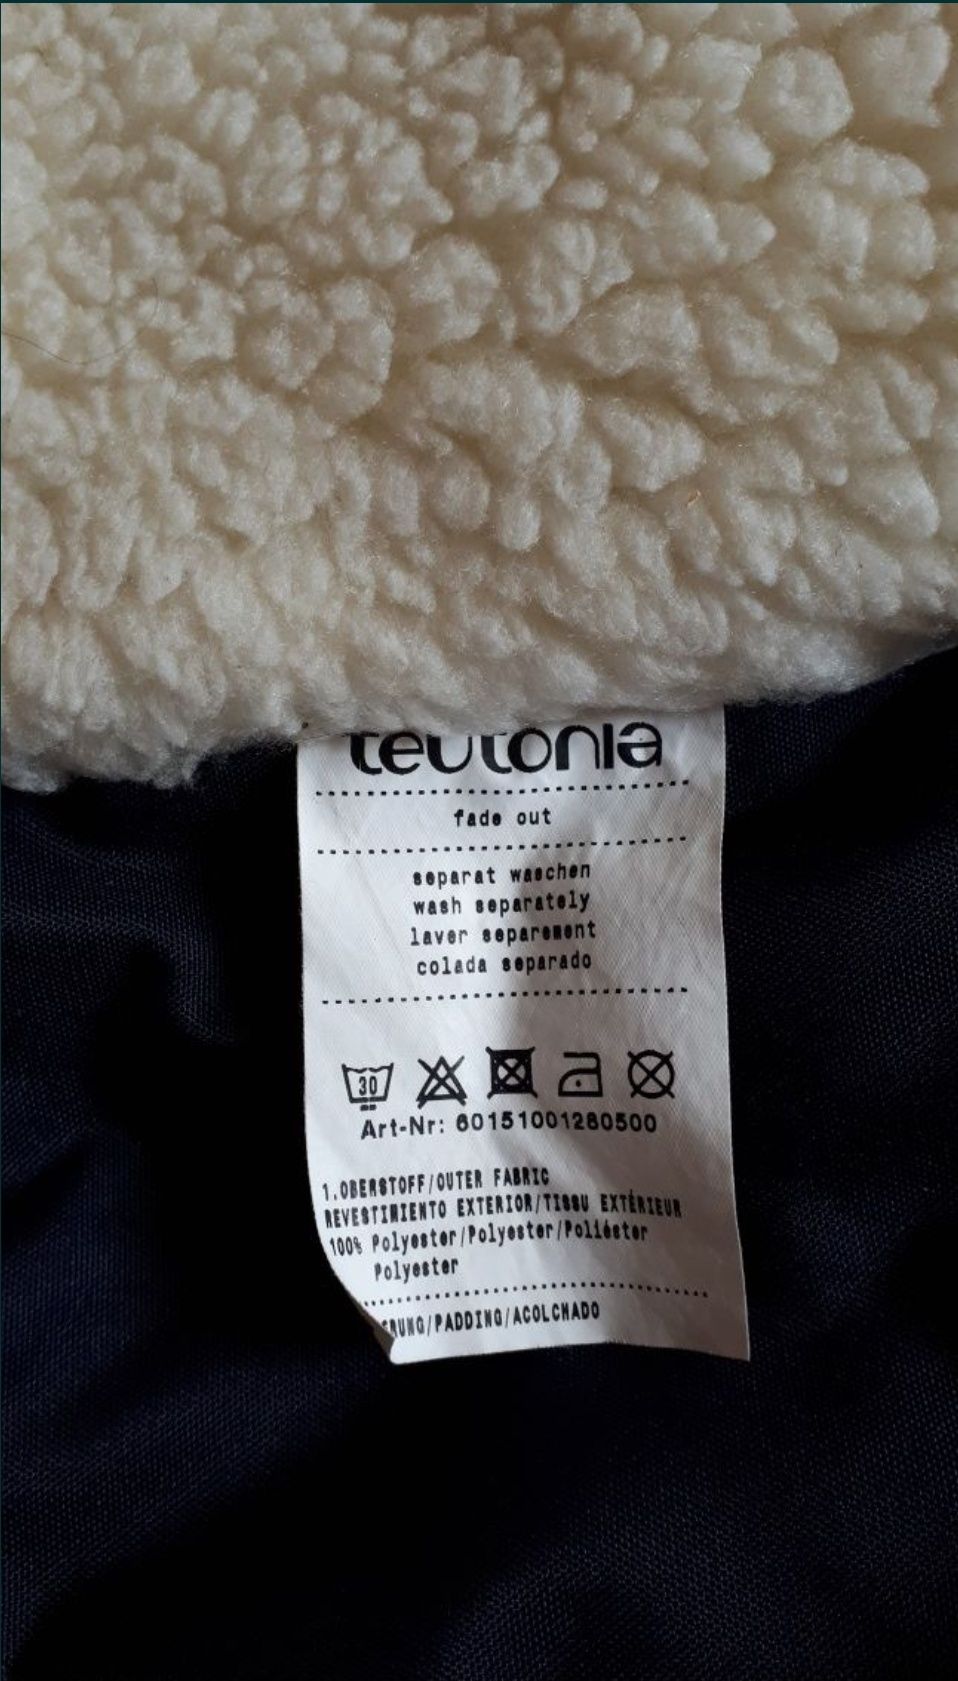 teutonia
fade out
separat waschen
wash separately
laver separement
colada separado
30
Art-Nr: 60151001280500
1.OBERSTOFF/OUTER FABRIC
REVESTIMIENTO EXTERIOR/TISSU EXTÉRIEUR
100% Polyester/Polyester/Poliéster
Polyester
/PADDING/ACOLCHADO